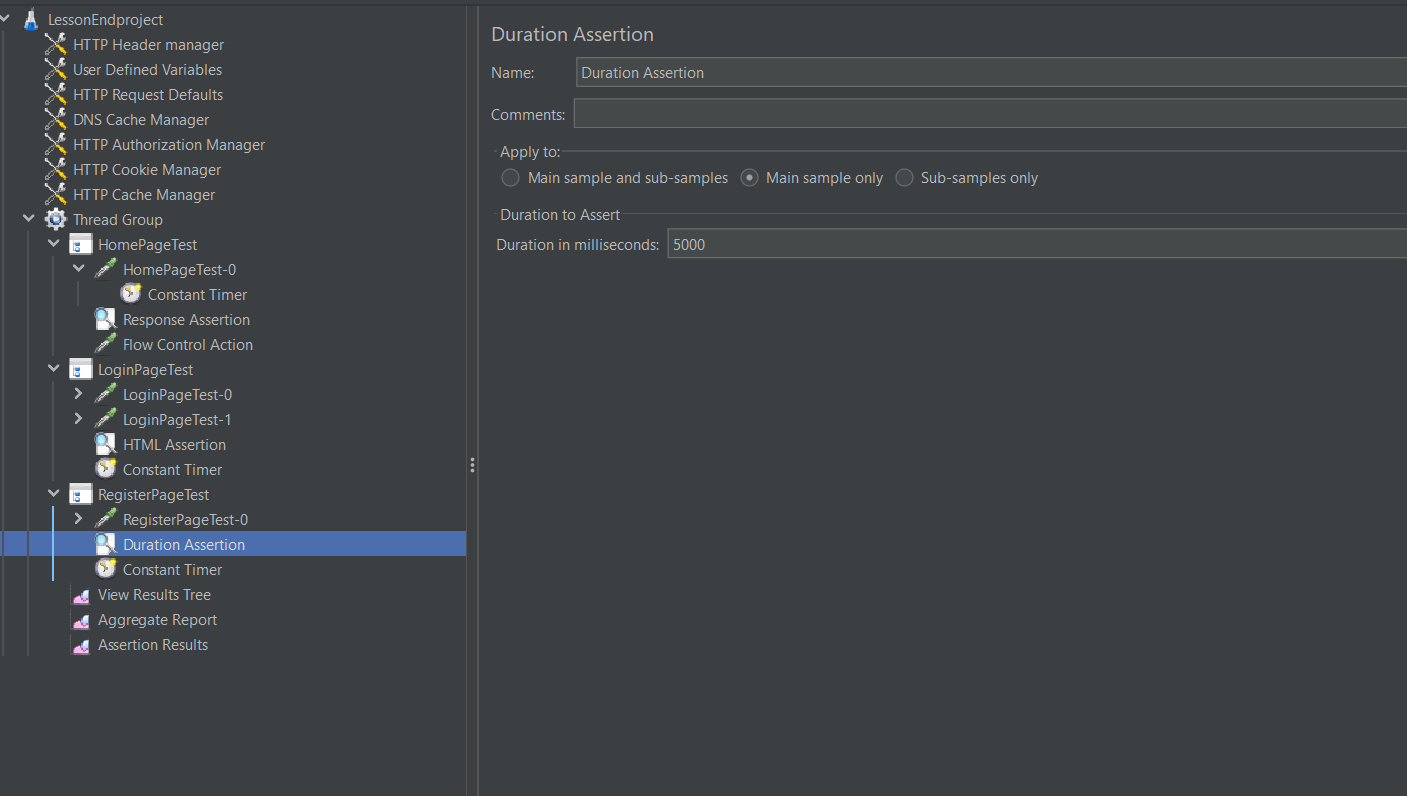 LessonEndproject
HTTP Header manager
User Defined Variables
HTTP Request Defaults
DNS Cache Manager
HTTP Authorization Manager
HTTP Cookie Manager
HTTP Cache Manager
Thread Group
HomePageTest
HomePageTest-0
Constant Timer
Response Assertion
Flow Control Action
LoginPageTest
LoginPageTest-0
LoginPageTest-1
HTML Assertion
Constant Timer
RegisterPageTest
RegisterPageTest-0
Duration Assertion
Constant Timer
View Results Tree
Aggregate Report
Assertion Results
Duration Assertion
Name: Duration Assertion
Comments:
Apply to:
Main sample and sub-samples Main sample only Sub-samples only
Duration to Assert
Duration in milliseconds: 5000